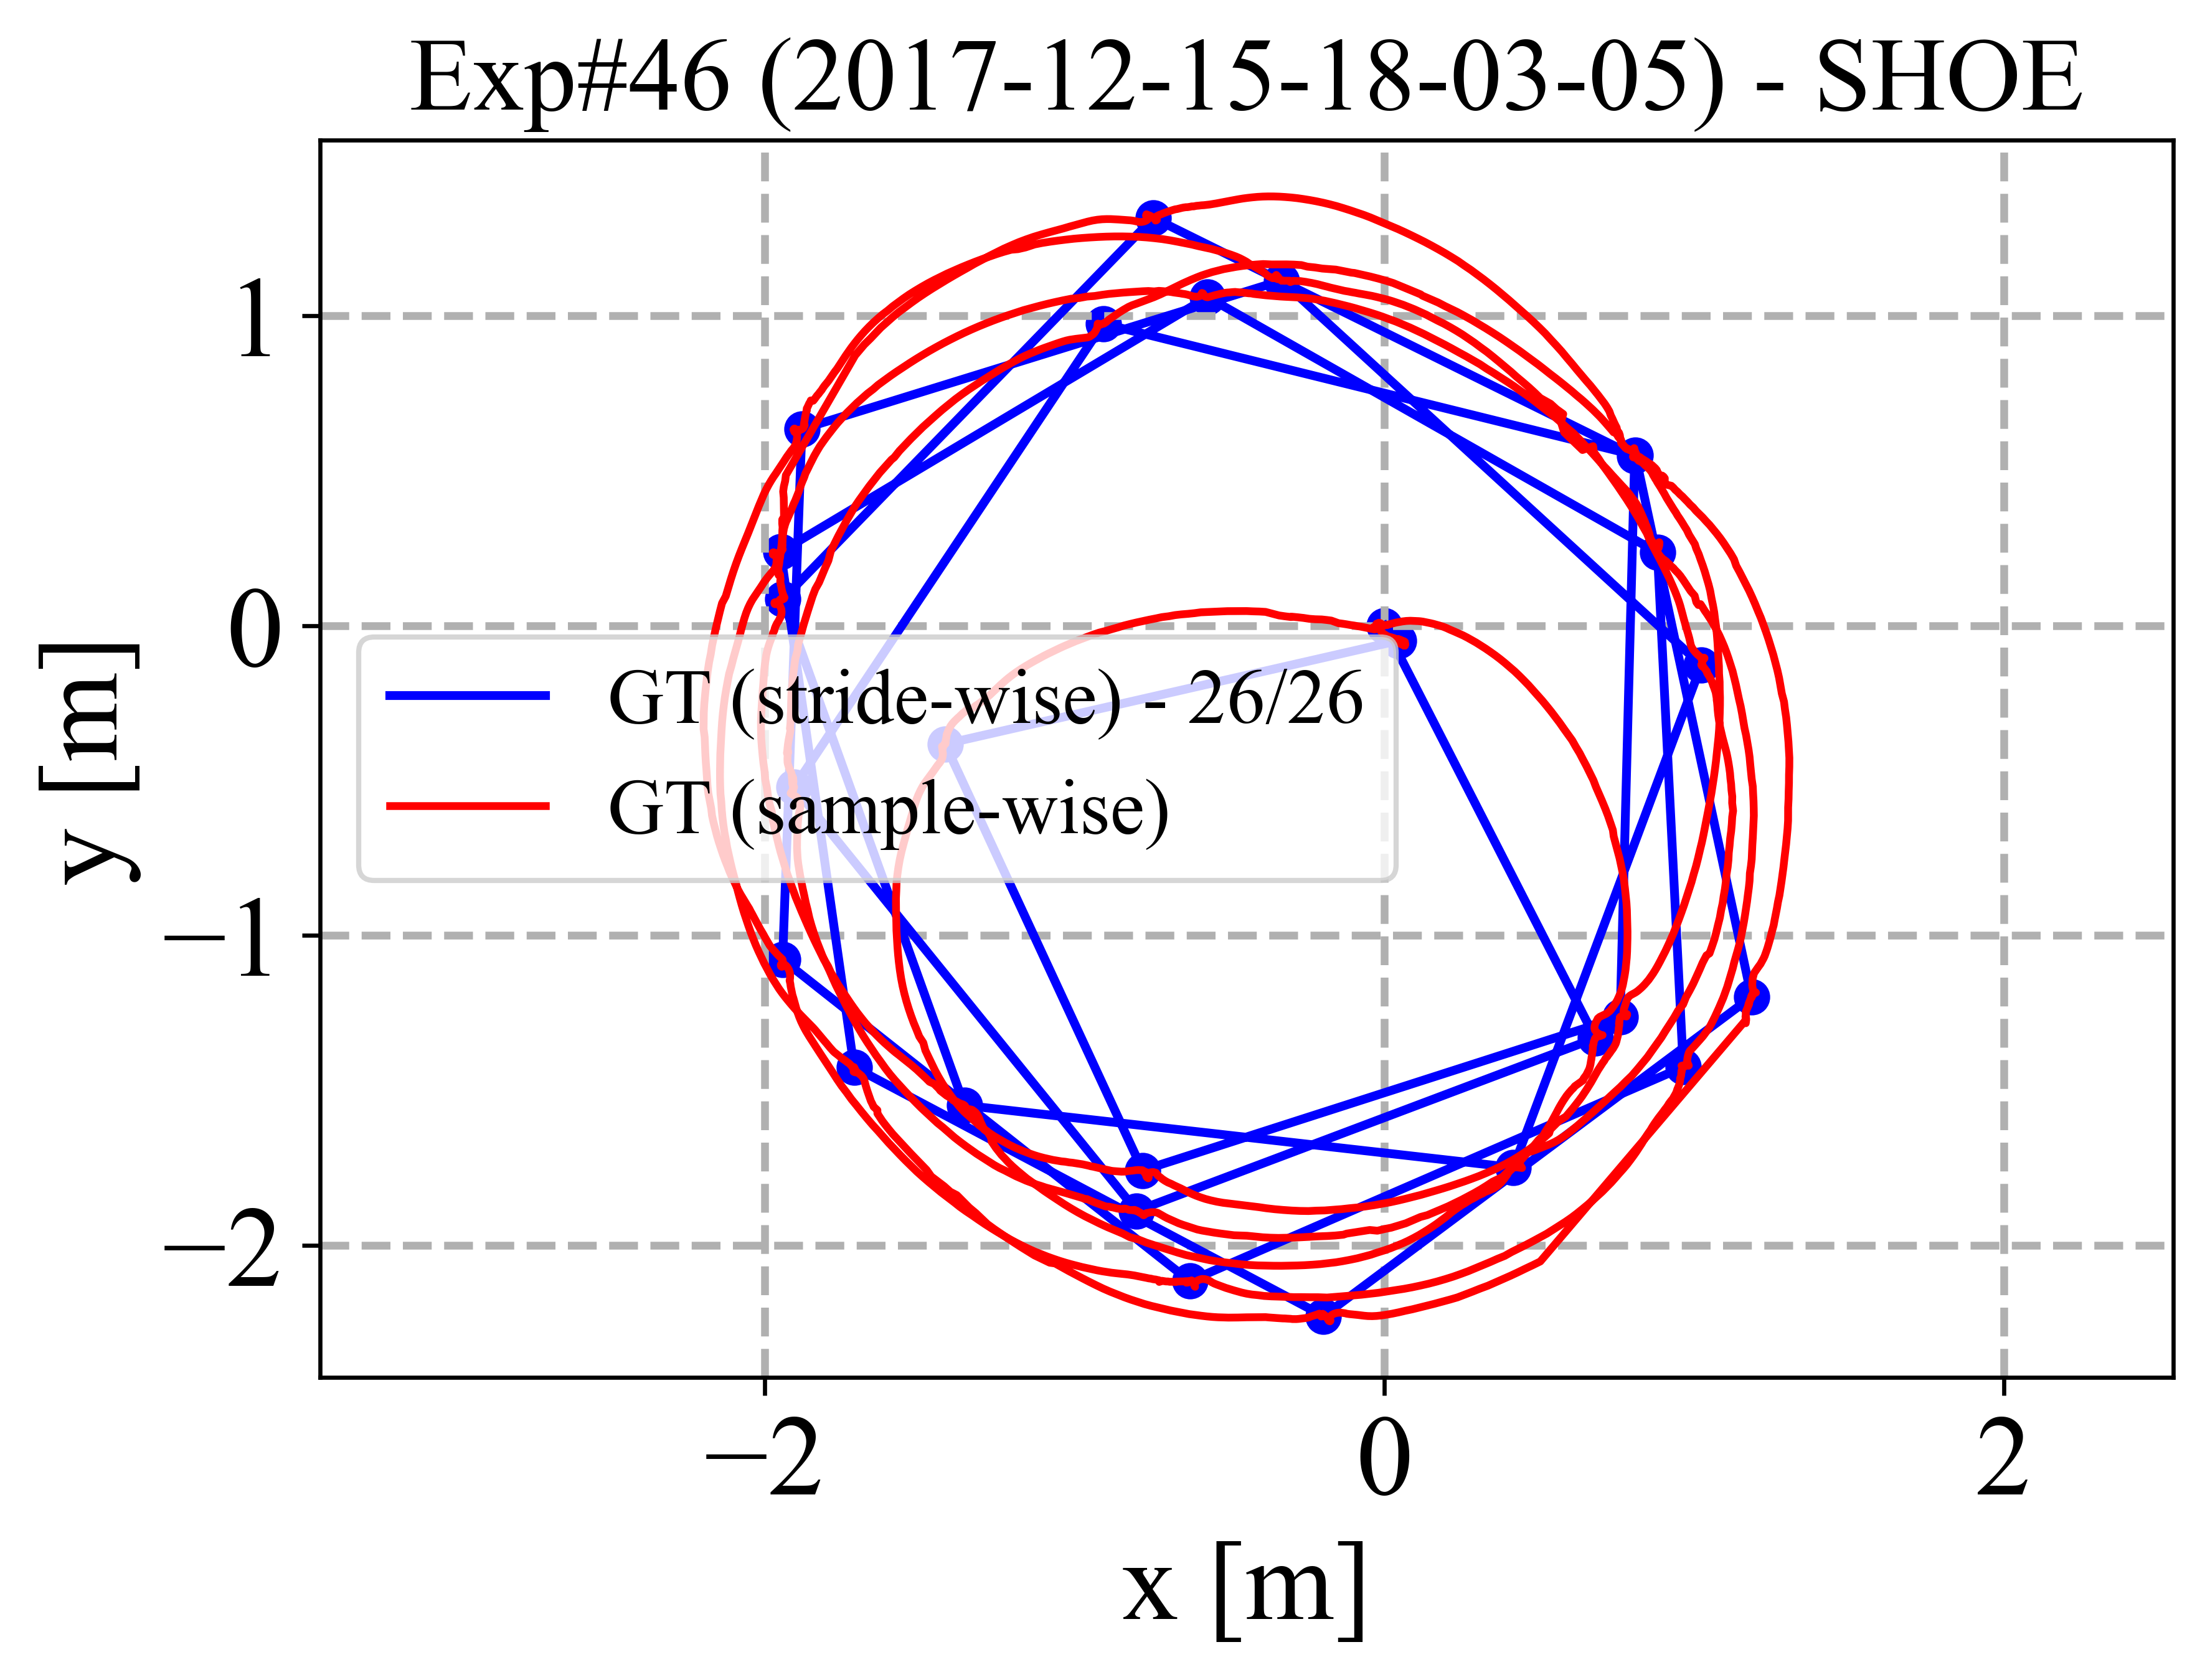 Exp#46 (2017-12-15-18-03-05) - SHOE
y [m]
1
0
−1
−2
GT (stride-wise) - 26/26
GT (sample-wise)
−2
0
2
x [m]